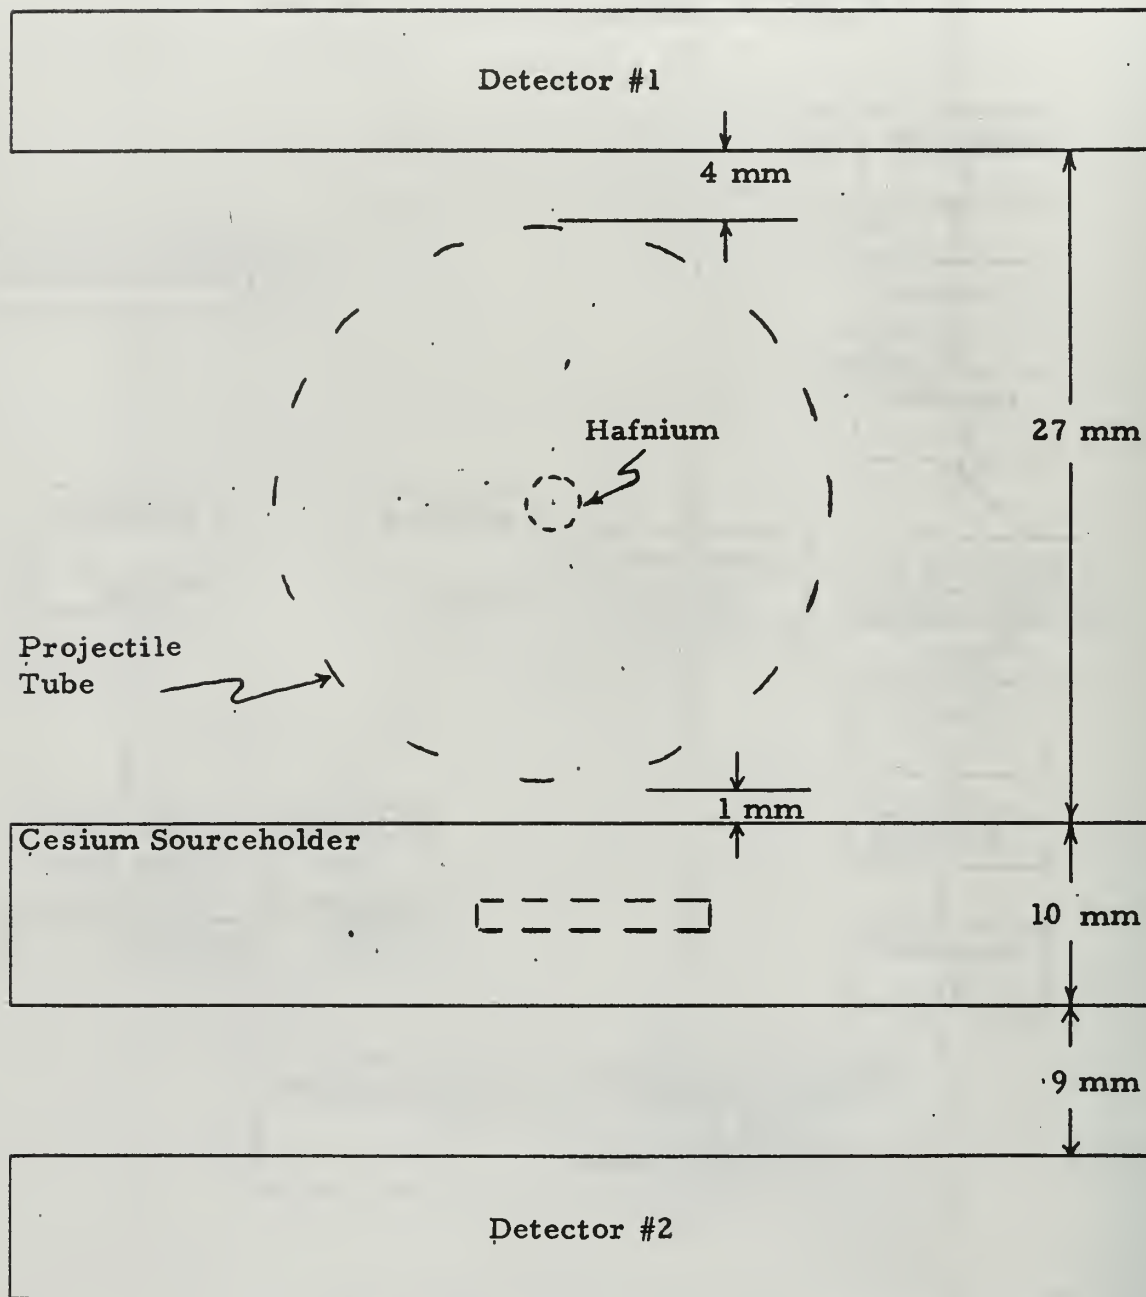 Detector #1
4 mm
Hafnium
27 mm
Projectile
Tube
1 mm
Cesium Sourceholder
10 mm
9 mm
Detector #2